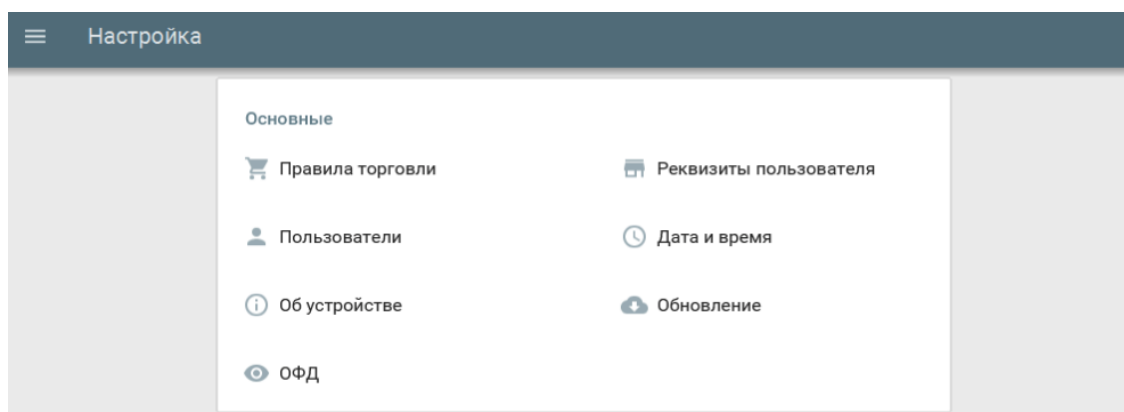 Настройка
Основные
Правила торговли
Реквизиты пользователя
Пользователи
Дата и время
Об устройстве
Обновление
ОФД